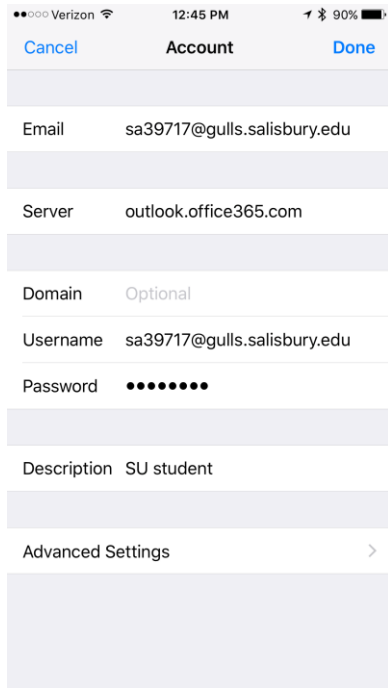 Verizon 12:45 PM 90%
Cancel Account Done
Email sa39717@gulls.salisbury.edu
Server outlook.office365.com
Domain Optional
Username sa39717@gulls.salisbury.edu
Password ●●●●●●●●
Description SU student
Advanced Settings